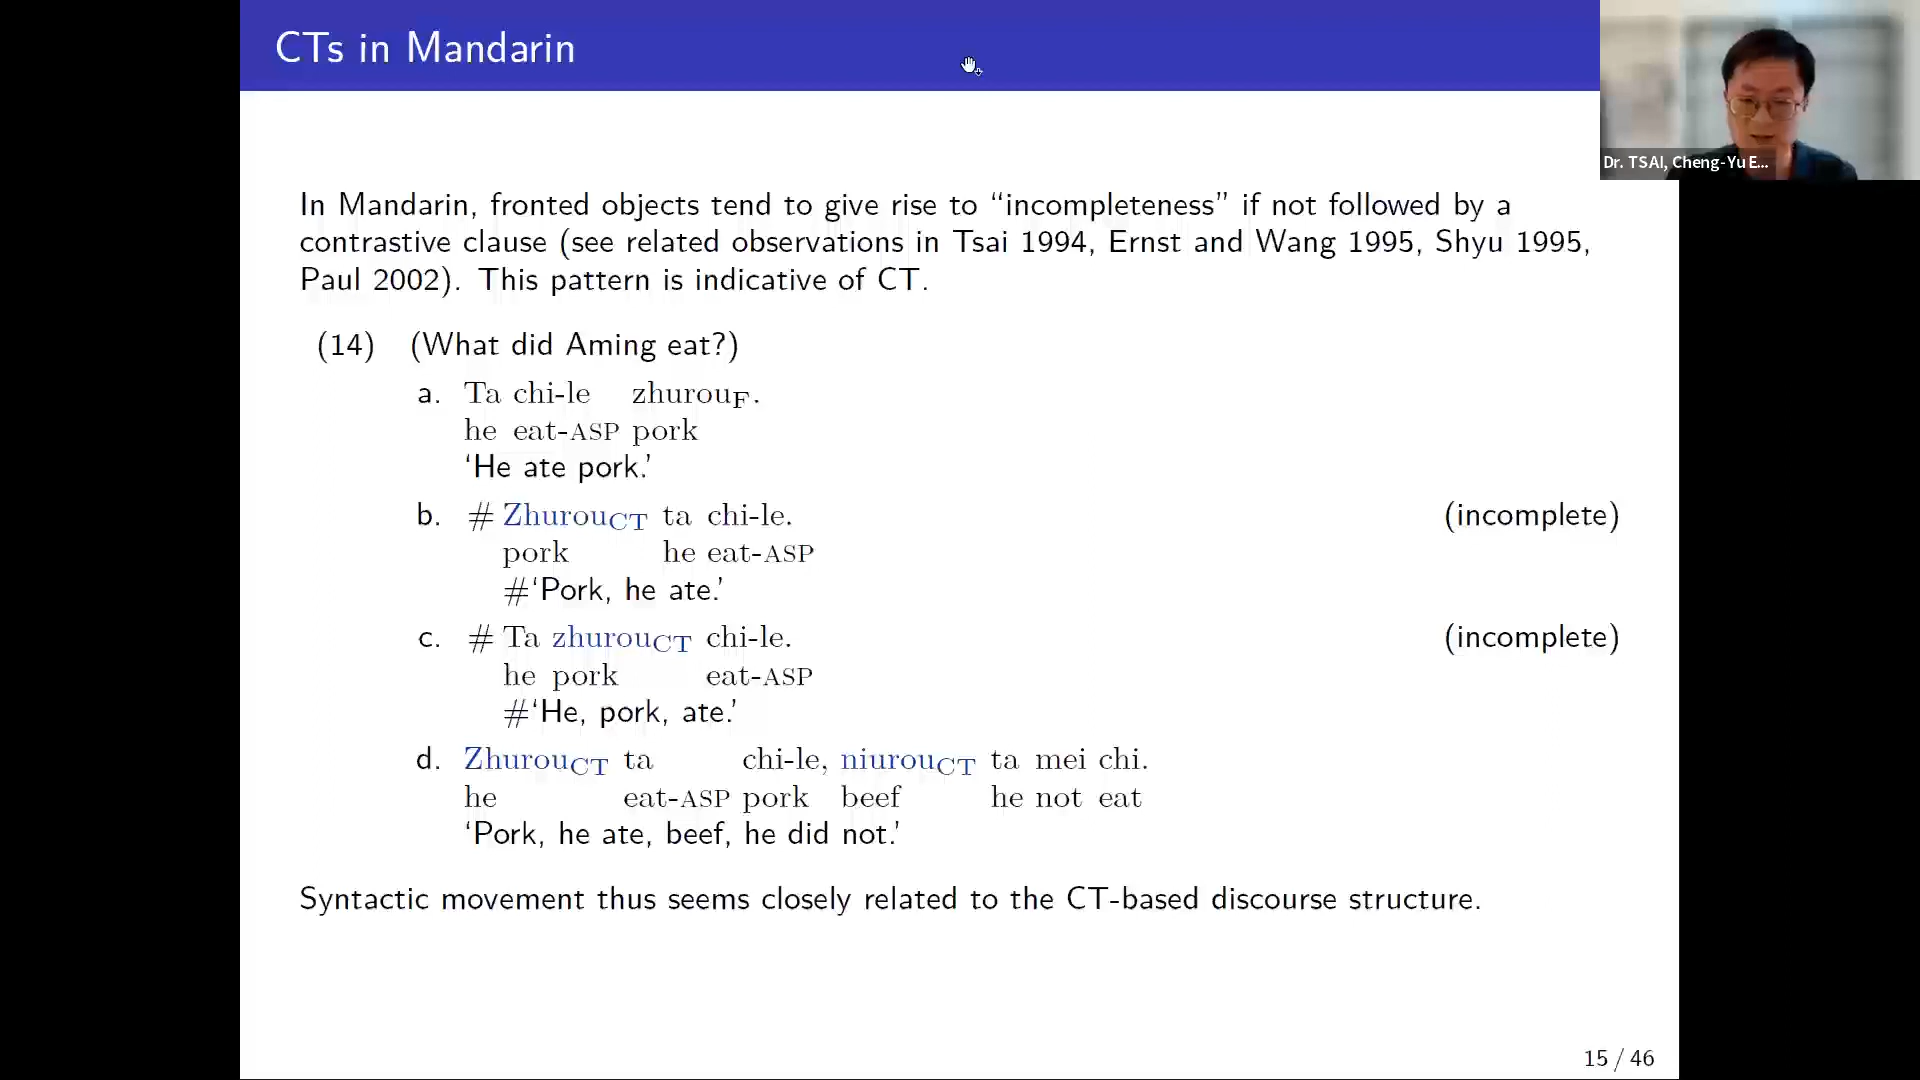 CTs in Mandarin
Dr. TSAI, Cheng-Yu E...
In Mandarin, fronted objects tend to give rise to “incompleteness” if not followed by a
contrastive clause (see related observations in Tsai 1994, Ernst and Wang 1995, Shyu 1995,
Paul 2002). This pattern is indicative of CT.
(14) (What did Aming eat?)
a. Ta chi-le zhurouF.
he eat-ASP pork
‘He ate pork.’
b. # ZhurouCT ta chi-le. (incomplete)
pork he eat-ASP
#‘Pork, he ate.’
c. # Ta zhurouCT chi-le. (incomplete)
he pork eat-ASP
#‘He, pork, ate.’
d. ZhurouCT ta chi-le, niurouCT ta mei chi.
he eat-ASP pork beef he not eat
‘Pork, he ate, beef, he did not.’
Syntactic movement thus seems closely related to the CT-based discourse structure.
15 / 46